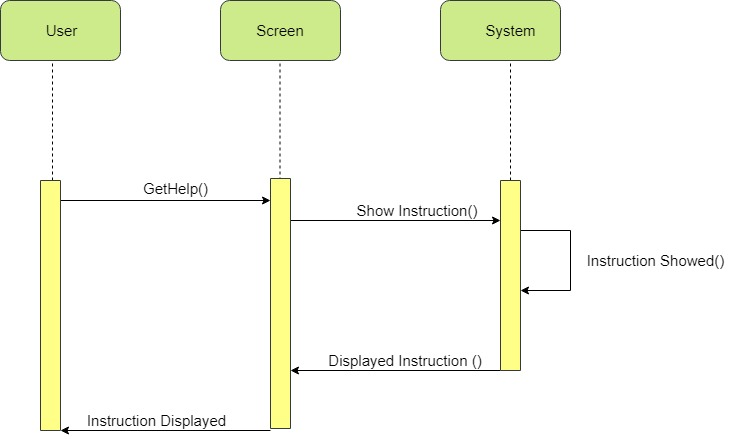 User
Screen
System
GetHelp()
Show Instruction()
Instruction Showed()
Displayed Instruction ()
Instruction Displayed